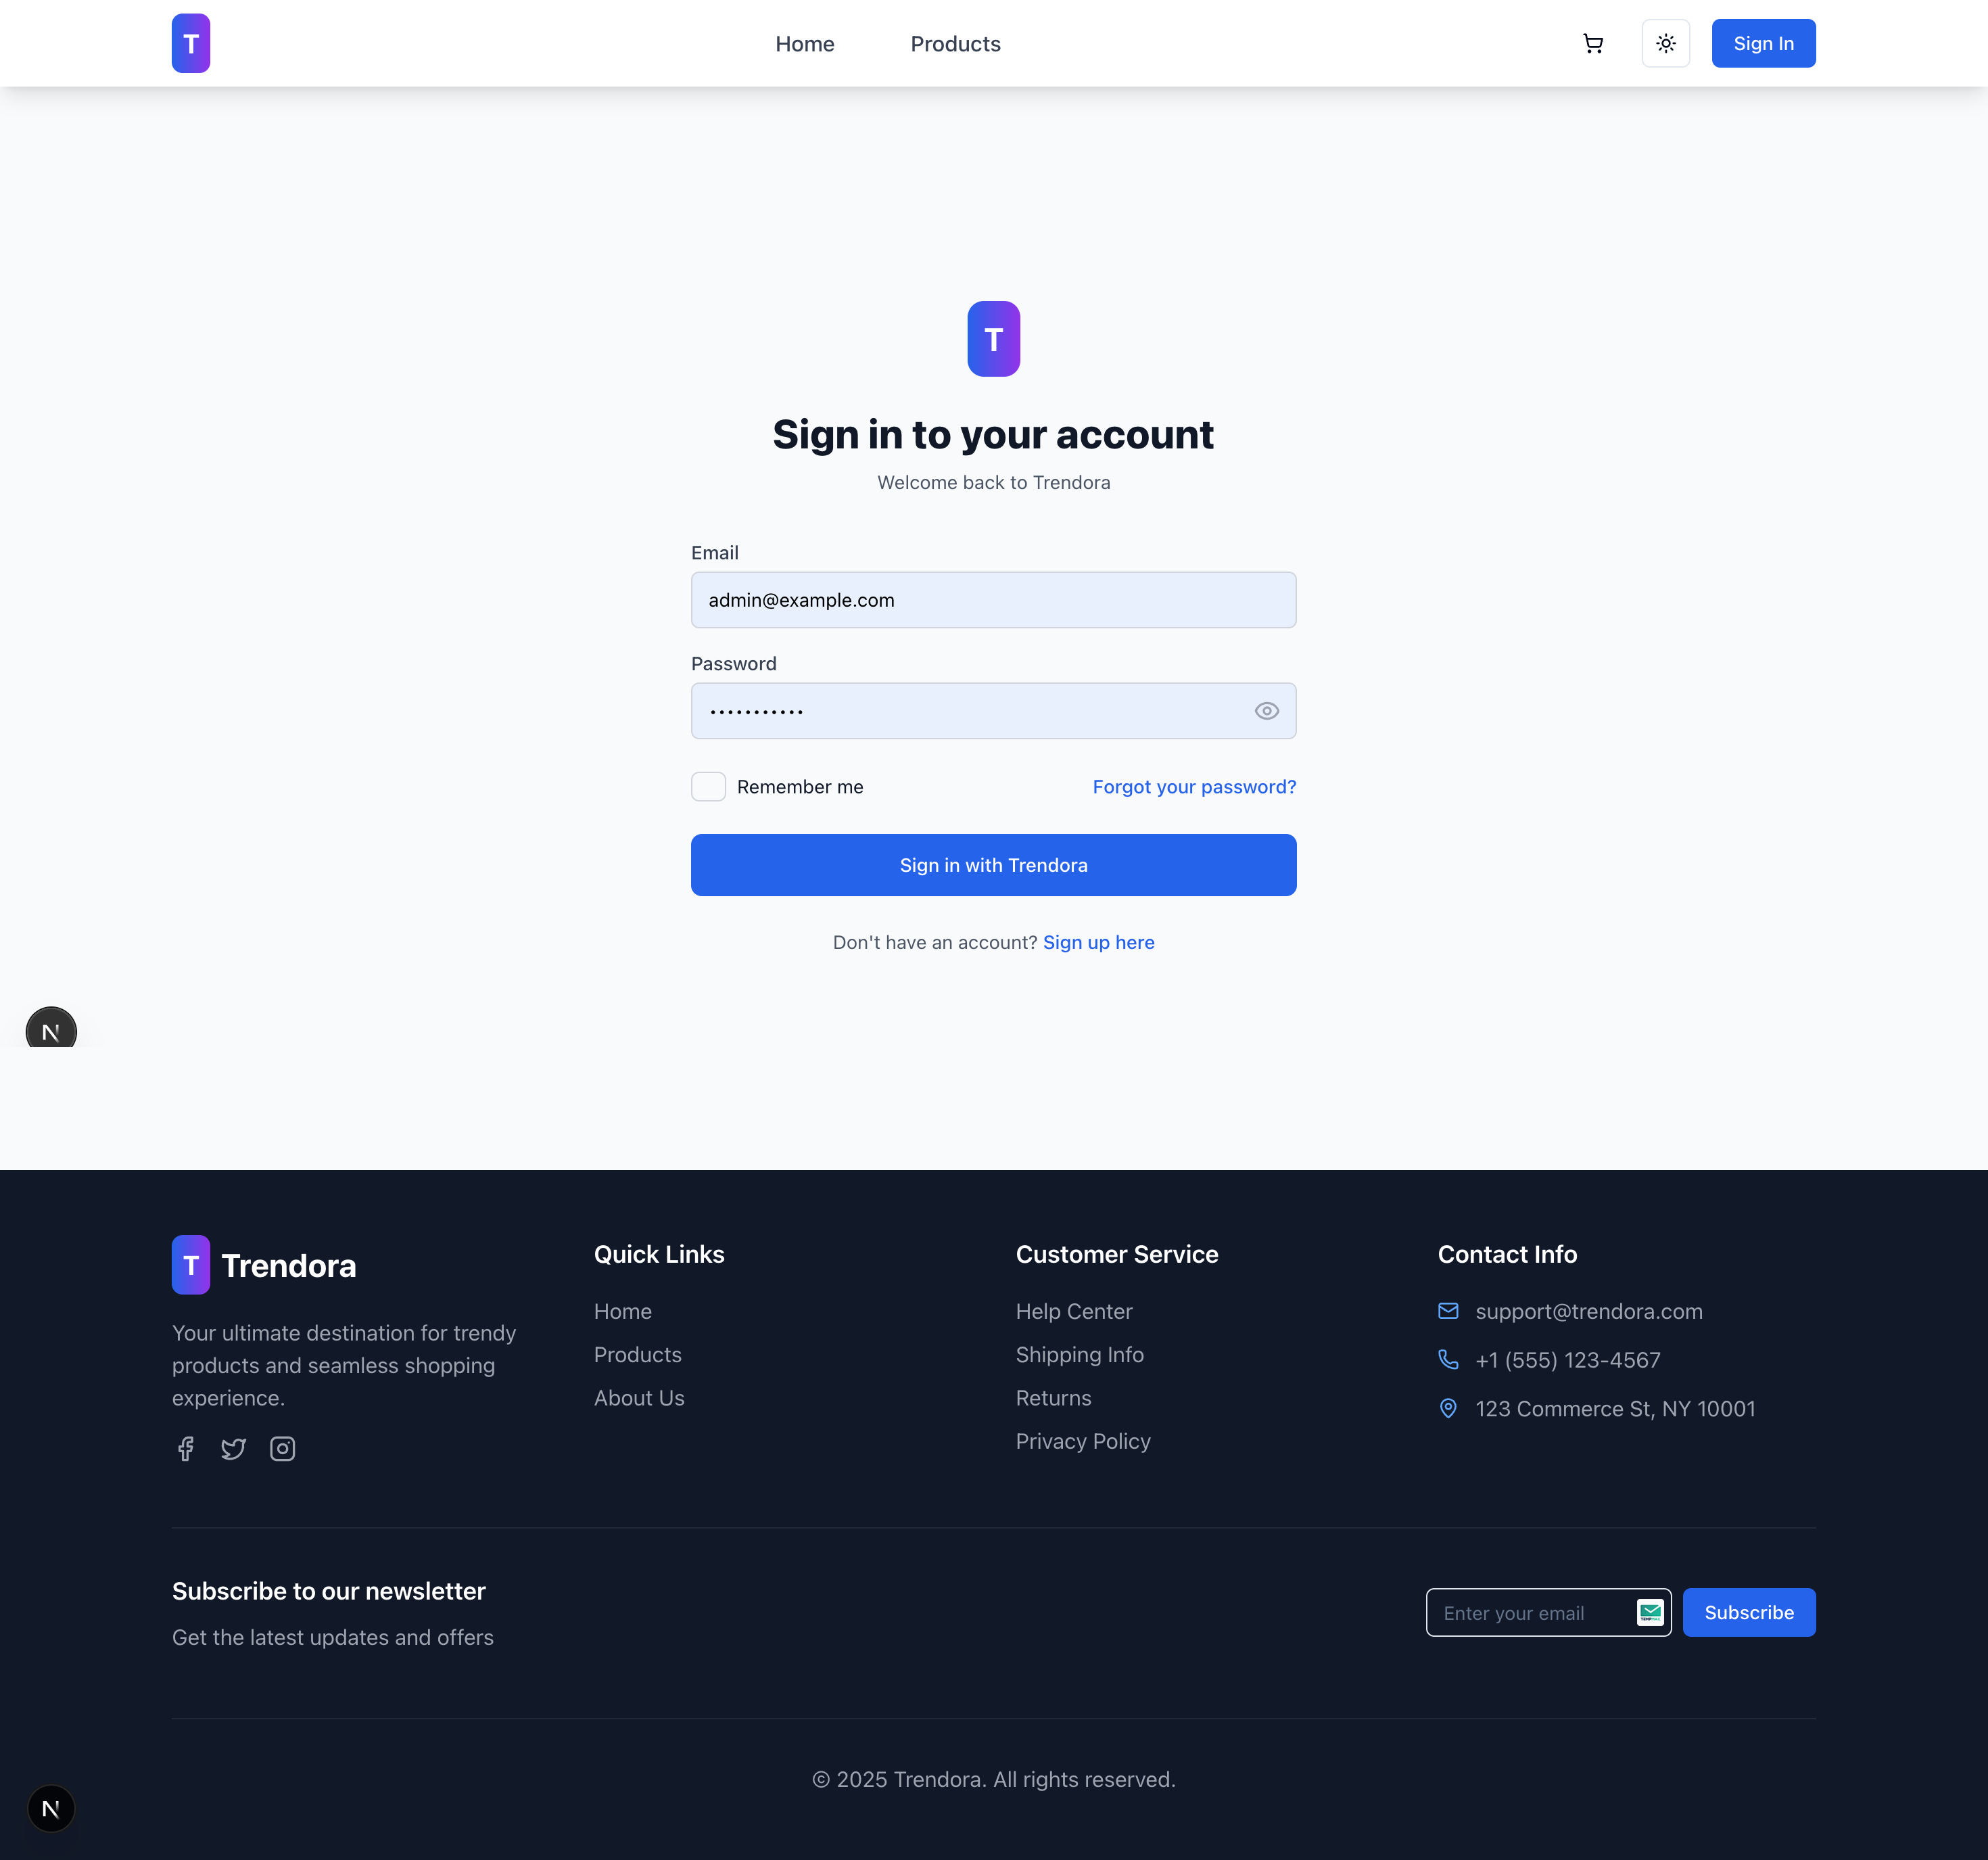 T
Home
Products
Sign In
T
Sign in to your account
Welcome back to Trendora
Email
admin@example.com
Password
•••••••••••
Remember me
Forgot your password?
Sign in with Trendora
Don't have an account? Sign up here
N
T Trendora
Your ultimate destination for trendy
products and seamless shopping
experience.
Quick Links
Home
Products
About Us
Customer Service
Help Center
Shipping Info
Returns
Privacy Policy
Contact Info
support@trendora.com
+1 (555) 123-4567
123 Commerce St, NY 10001
Subscribe to our newsletter
Get the latest updates and offers
Enter your email
Subscribe
© 2025 Trendora. All rights reserved.
N